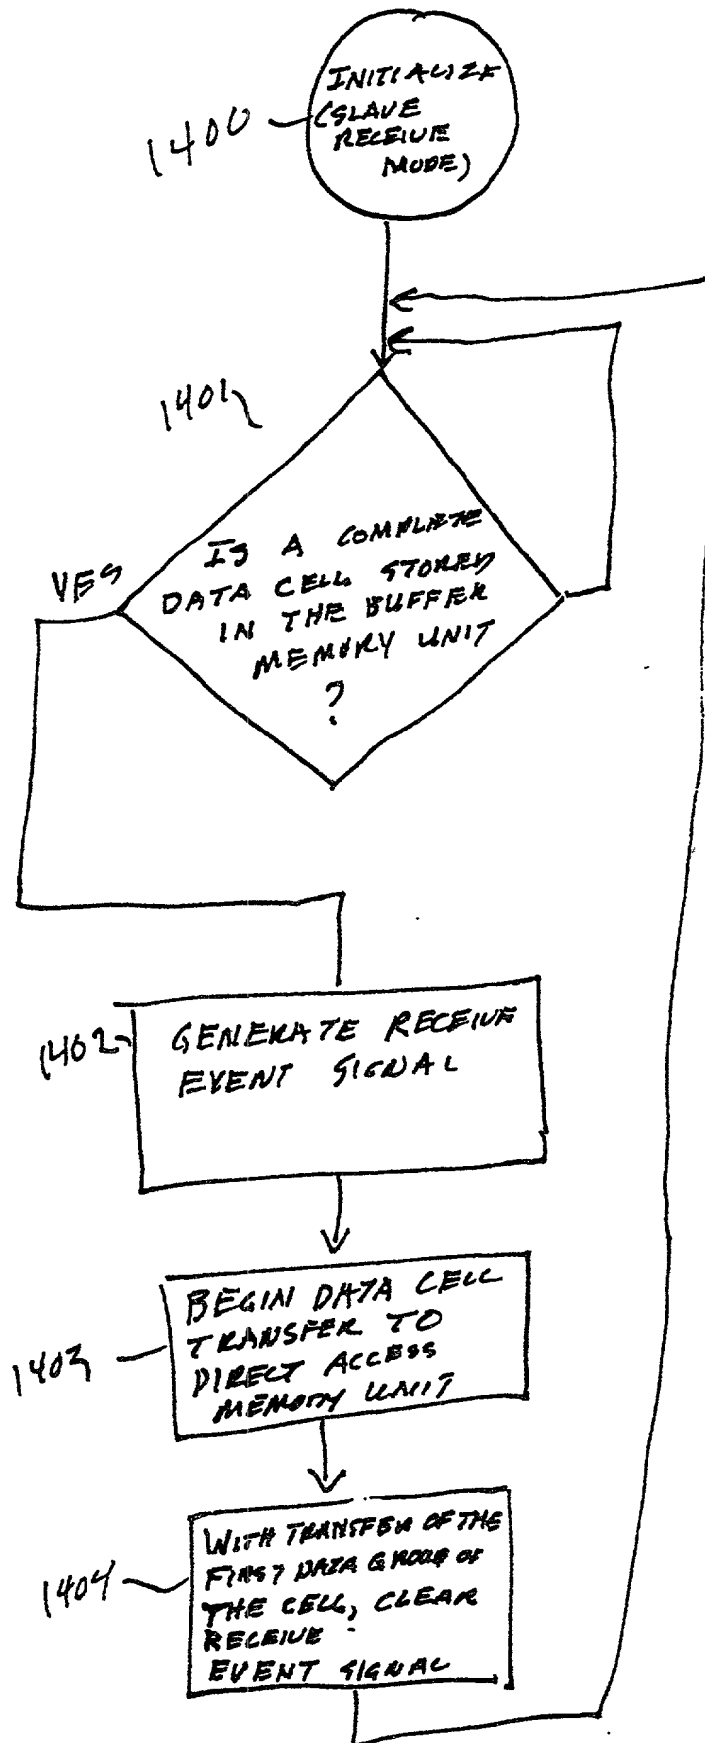 INITIALIZE
(SLAVE
RECEIVE
MODE)
1400
1401
IS A COMPLETE
DATA CELL STORED
IN THE BUFFER
MEMORY UNIT
?
YES
1402
GENERATE RECEIVE
EVENT SIGNAL
1403
BEGIN DATA CELL
TRANSFER TO
DIRECT ACCESS
MEMORY UNIT
1404
WITH TRANSFER OF THE
FIRST DATA GROUP OF
THE CELL, CLEAR
RECEIVE
EVENT SIGNAL